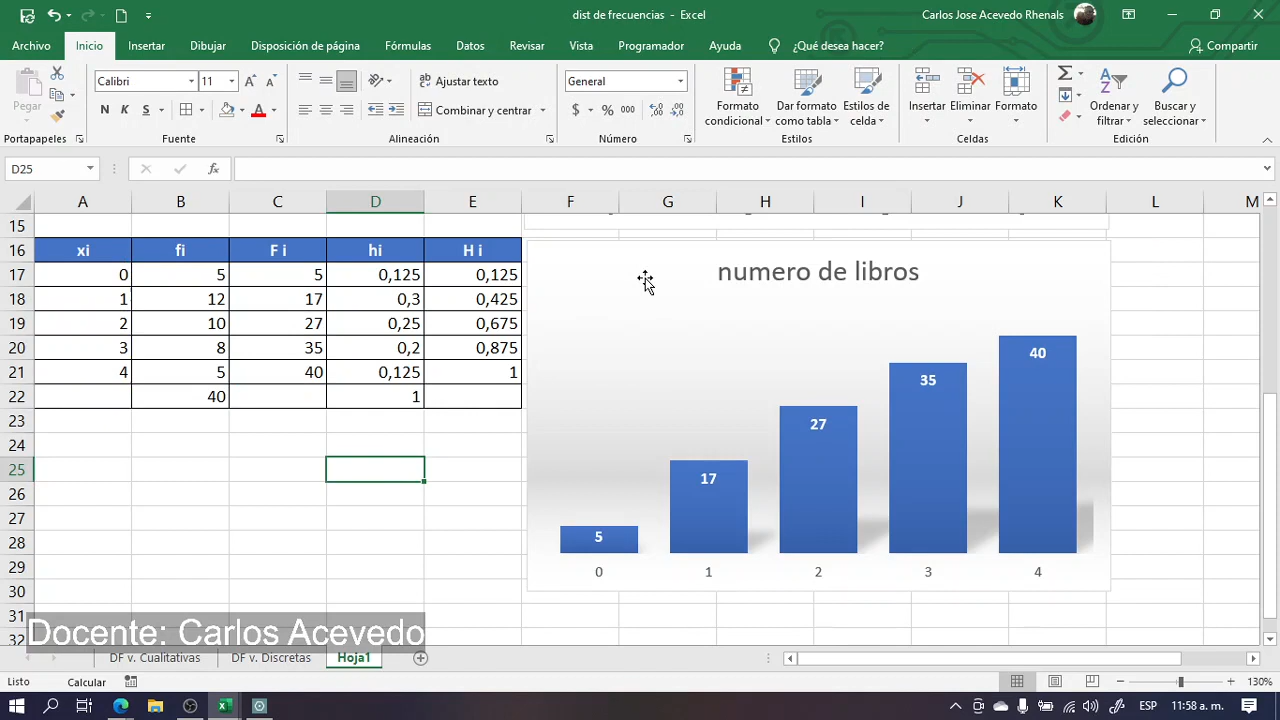 dist de frecuencias - Excel
Carlos Jose Acevedo Rhenals
Archivo Inicio Insertar Dibujar Disposición de página Fórmulas Datos Revisar Vista Programador Ayuda ¿Qué desea hacer? Compartir
Pegar
Calibri 11
N K S
Ajustar texto
Combinar y centrar
General
$ % 000
Formato condicional
Dar formato como tabla
Estilos de celda
Insertar
Eliminar
Formato
Ordenar y filtrar
Buscar y seleccionar
Portapapeles Fuente Alineación Número Estilos Celdas Edición
D25 fx
A B C D E F G H I J K L M
15
16 xi fi F i hi H i
17 0 5 5 0,125 0,125
18 1 12 17 0,3 0,425
19 2 10 27 0,25 0,675
20 3 8 35 0,2 0,875
21 4 5 40 0,125 1
22 40 1
23
24
25
26
27
28
29
30
31
32
numero de libros
5 17 27 35 40
0 1 2 3 4
Docente: Carlos Acevedo
DF v. Cualitativas DF v. Discretas Hoja1
Listo Calcular 130%
ESP 11:58 a. m.